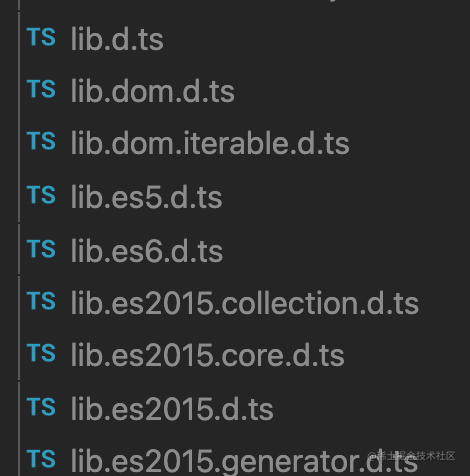 TS lib.d.ts
TS lib.dom.d.ts
TS lib.dom.iterable.d.ts
TS lib.es5.d.ts
TS lib.es6.d.ts
TS lib.es2015.collection.d.ts
TS lib.es2015.core.d.ts
TS lib.es2015.d.ts
TS lib.es2015.generator.d.ts
@稀土掘金技术社区